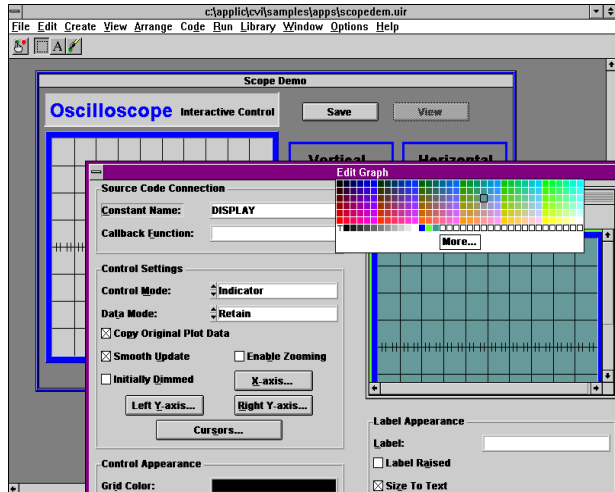 c:\applic\cvi\samples\apps\scopedem.uir
File Edit Create View Arrange Code Run Library Window Options Help
A
Scope Demo
Oscilloscope Interactive Control Save View
Vertical Horizontal
Edit Graph
Source Code Connection
Constant Name: DISPLAY
Callback Function:
T
More...
Control Settings
Control Mode: Indicator
Data Mode: Retain
Copy Original Plot Data
Smooth Update Enable Zooming
Initially Dimmed X-axis...
Left Y-axis... Right Y-axis...
Cursors...
Control Appearance
Grid Color:
Label Appearance
Label:
Label Raised
Size To Text